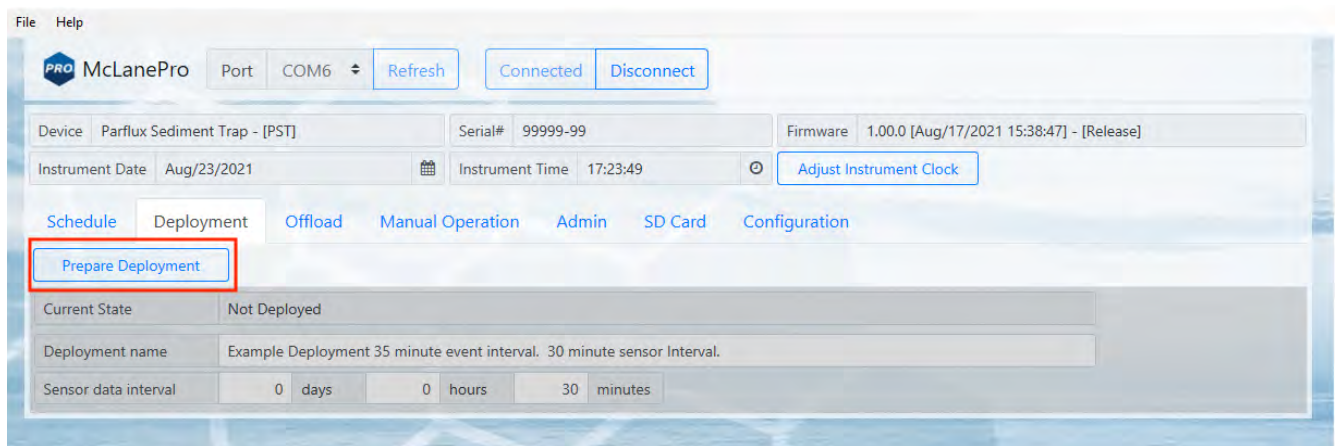 File Help
PRO McLanePro Port COM6 Refresh Connected Disconnect
Device Parflux Sediment Trap - [PST] Serial# 99999-99 Firmware 1.00.0 [Aug/17/2021 15:38:47] - [Release]
Instrument Date Aug/23/2021 Instrument Time 17:23:49 Adjust Instrument Clock
Schedule Deployment Offload Manual Operation Admin SD Card Configuration
Prepare Deployment
Current State Not Deployed
Deployment name Example Deployment 35 minute event interval. 30 minute sensor Interval.
Sensor data interval 0 days 0 hours 30 minutes